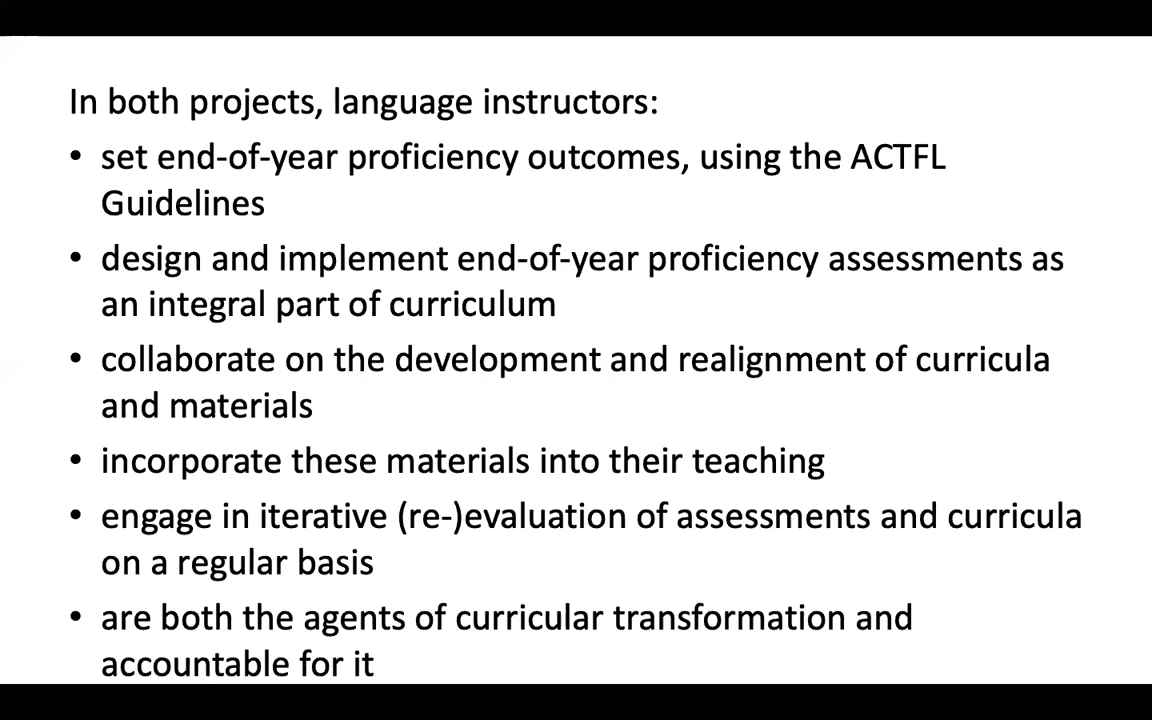 In both projects, language instructors:
• set end-of-year proficiency outcomes, using the ACTFL
Guidelines
• design and implement end-of-year proficiency assessments as
an integral part of curriculum
• collaborate on the development and realignment of curricula
and materials
• incorporate these materials into their teaching
• engage in iterative (re-)evaluation of assessments and curricula
on a regular basis
• are both the agents of curricular transformation and
accountable for it